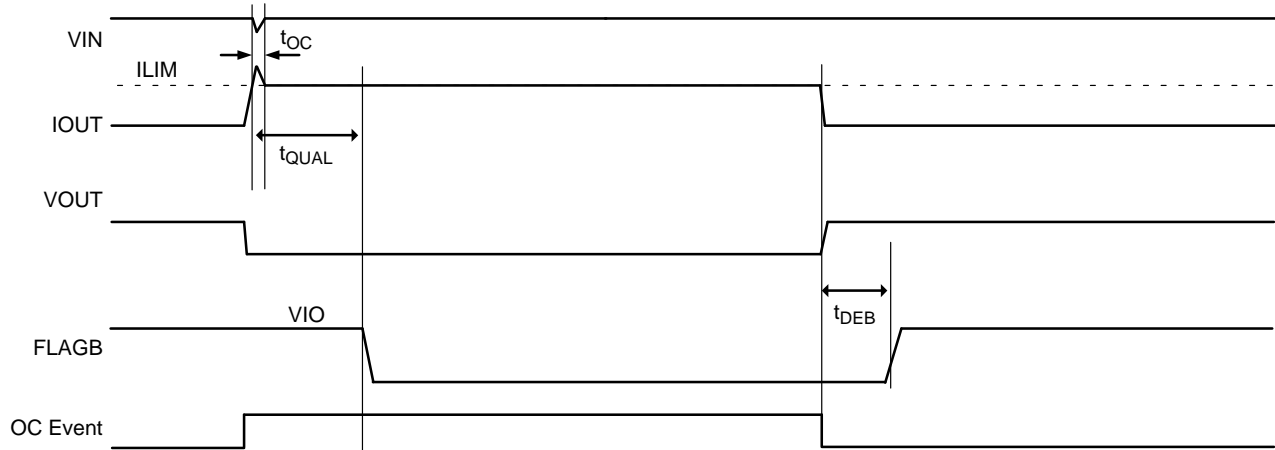 VIN
tOC
ILIM
IOUT
tQUAL
VOUT
VIO
tDEB
FLAGB
OC Event